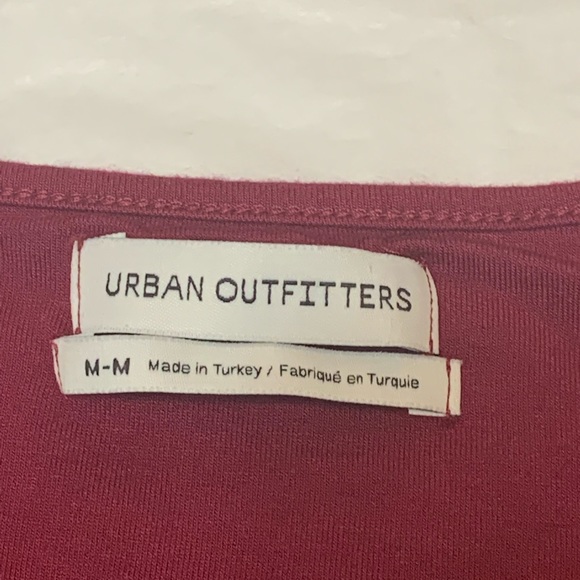 URBAN OUTFITTERS
M-M Made in Turkey / Fabriqué en Turquie